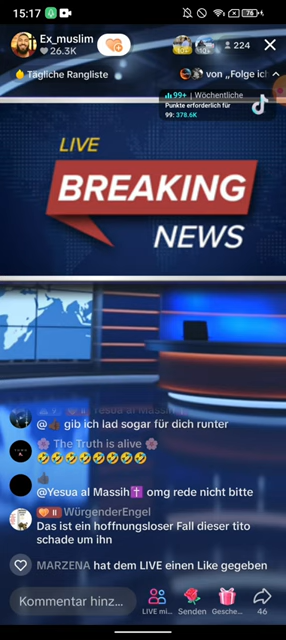 15:17
76
Ex_muslim
26.3K
224
Tägliche Rangliste
von „Folge ich
99+ | Wöchentliche
Punkte erforderlich für
99: 378.6K
LIVE
BREAKING
NEWS
Yesua al Massih
@👍🏿 gib ich lad sogar für dich runter
🌸 The Truth is alive 🌸
🤣🤣🤣🤣🤣🤣🤣🤣
👍🏿
@Yesua al Massih✝️ omg rede nicht bitte
WürgenderEngel
Das ist ein hoffnungsloser Fall dieser tito
schade um ihn
MARZENA hat dem LIVE einen Like gegeben
Kommentar hinz...
LIVE mi...
Senden
Gesche...
46